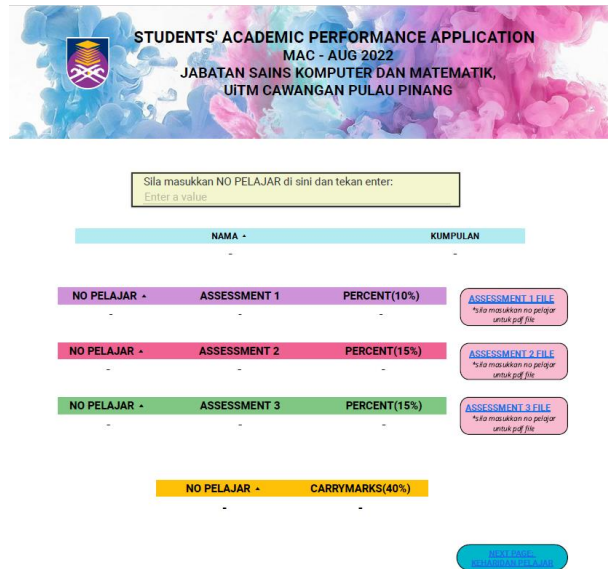 STUDENTS' ACADEMIC PERFORMANCE APPLICATION
MAC - AUG 2022
JABATAN SAINS KOMPUTER DAN MATEMATIK,
UiTM CAWANGAN PULAU PINANG
Sila masukkan NO PELAJAR di sini dan tekan enter:
Enter a value
NAMA KUMPULAN
- -
NO PELAJAR ASSESSMENT 1 PERCENT(10%)
- - -
ASSESSMENT 1 FILE
*sila masukkan no pelajar
untuk pdf file
NO PELAJAR ASSESSMENT 2 PERCENT(15%)
- - -
ASSESSMENT 2 FILE
*sila masukkan no pelajar
untuk pdf file
NO PELAJAR ASSESSMENT 3 PERCENT(15%)
- - -
ASSESSMENT 3 FILE
*sila masukkan no pelajar
untuk pdf file
NO PELAJAR CARRYMARKS(40%)
- -
NEXT PAGE:
KEHARIDAN PELAJAR